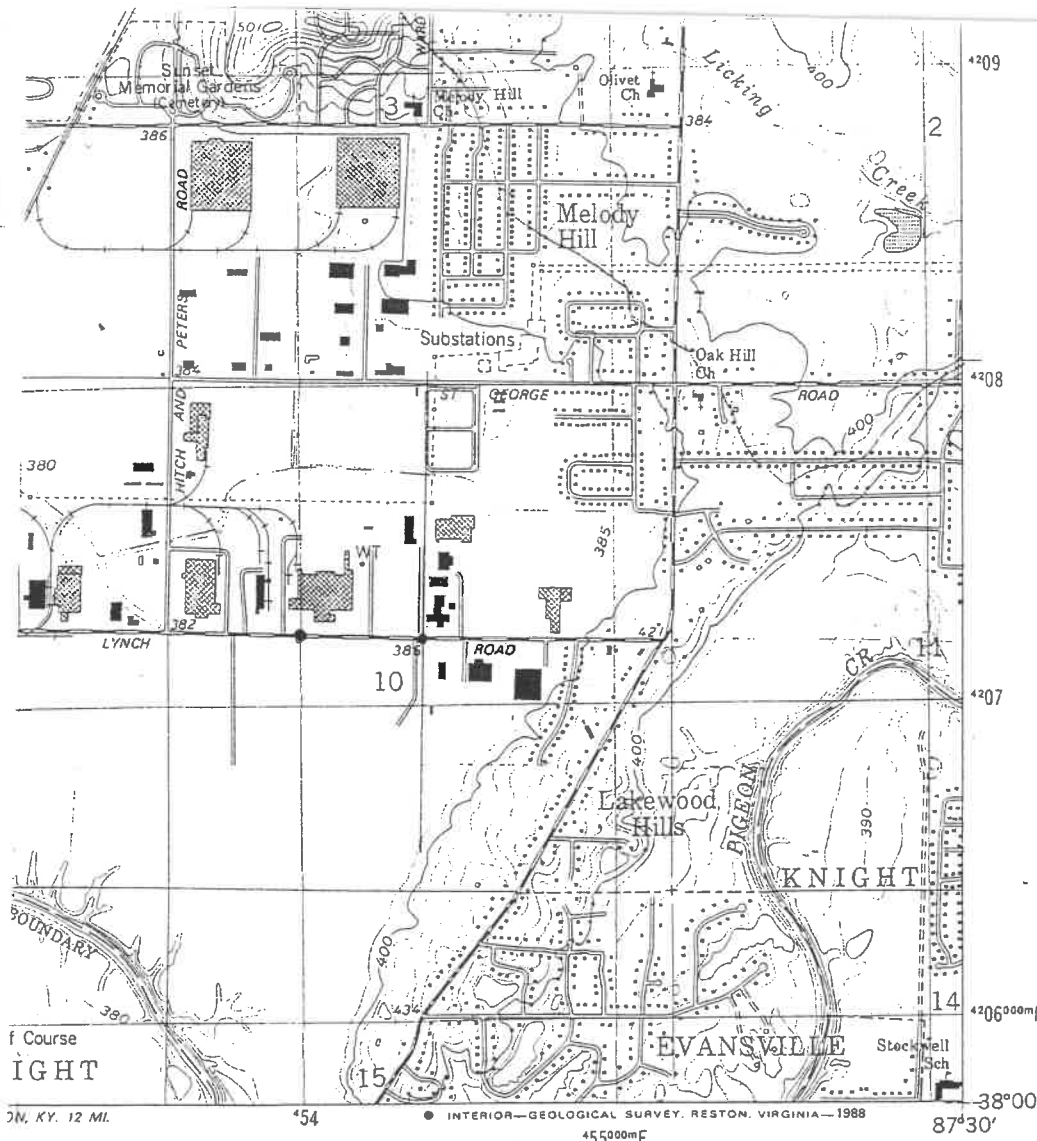 5010
YARD
Licking
400
4209
Sunset
Memorial Gardens
(Cemetery)
3
Melody Hill
Ch
Olivet
Ch
386
384
2
ROAD
Creek
Melody
Hill
PETERS
Substations
Oak Hill
Ch
384
4208
ST GEORGE ROAD
AND
400
380
HITCH
385
WT
382
LYNCH ROAD
386
421
10
CR
11
4207
400
PIGEON
Lakewood
Hills
390
KNIGHT
BOUNDARY
400
380
434
14
4206000m
f Course
IGHT
EVANSVILLE
Stockwell
Sch
15
38°00
ON, KY. 12 MI.
454
INTERIOR—GEOLOGICAL SURVEY, RESTON, VIRGINIA—1988
455000mE
87°30'